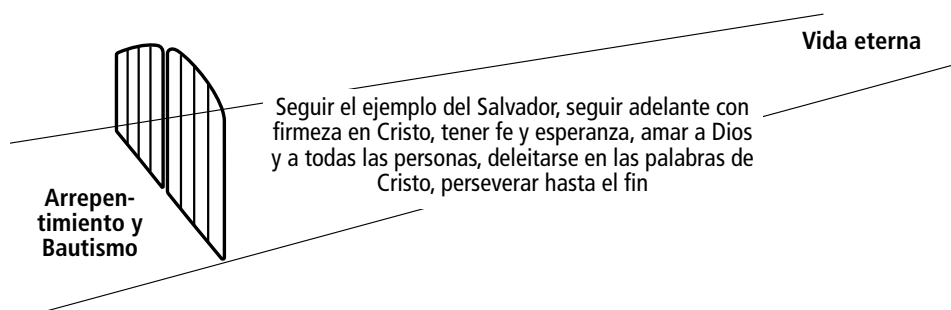 Vida eterna
Seguir el ejemplo del Salvador, seguir adelante con
firmeza en Cristo, tener fe y esperanza, amar a Dios
y a todas las personas, deleitarse en las palabras de
Cristo, perseverar hasta el fin
Arrepen-
timiento y
Bautismo